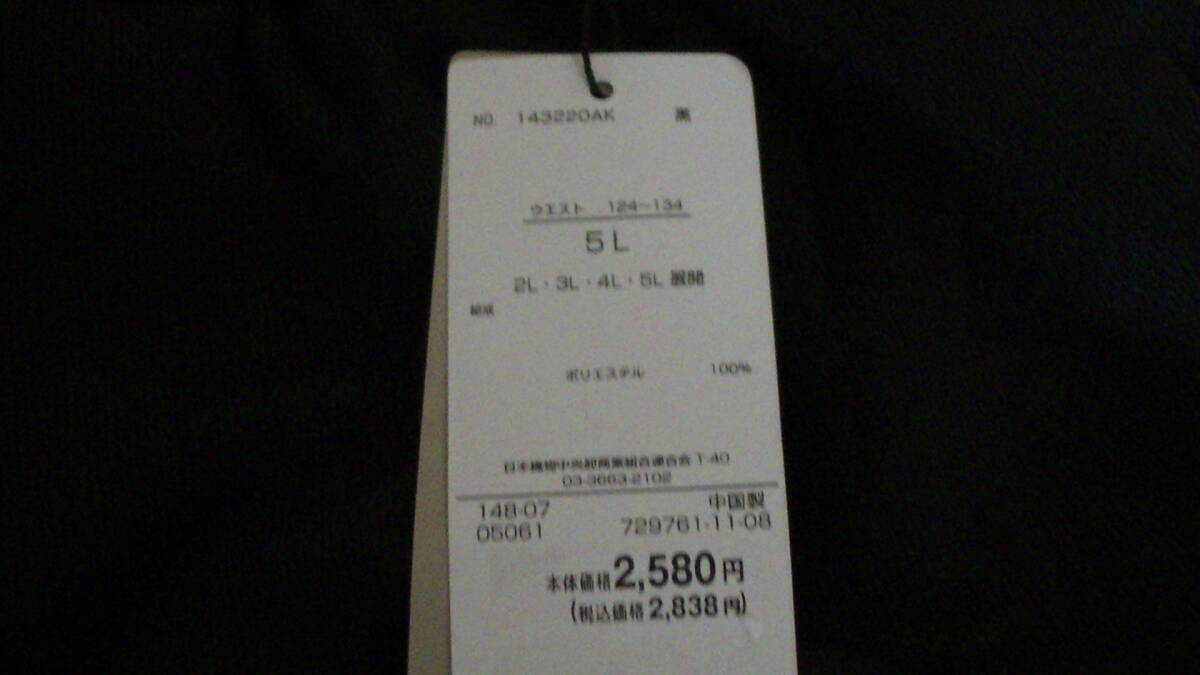 NO. 143220AK 黒
ウエスト 124~134
5L
2L・3L・4L・5L 展開
組成
ポリエステル 100%
日本織物中央卸商業組合連合会 T-40
03-3663-2102
148-07 中国製
05061 729761-11-08
本体価格2,580円
(税込価格2,838円)